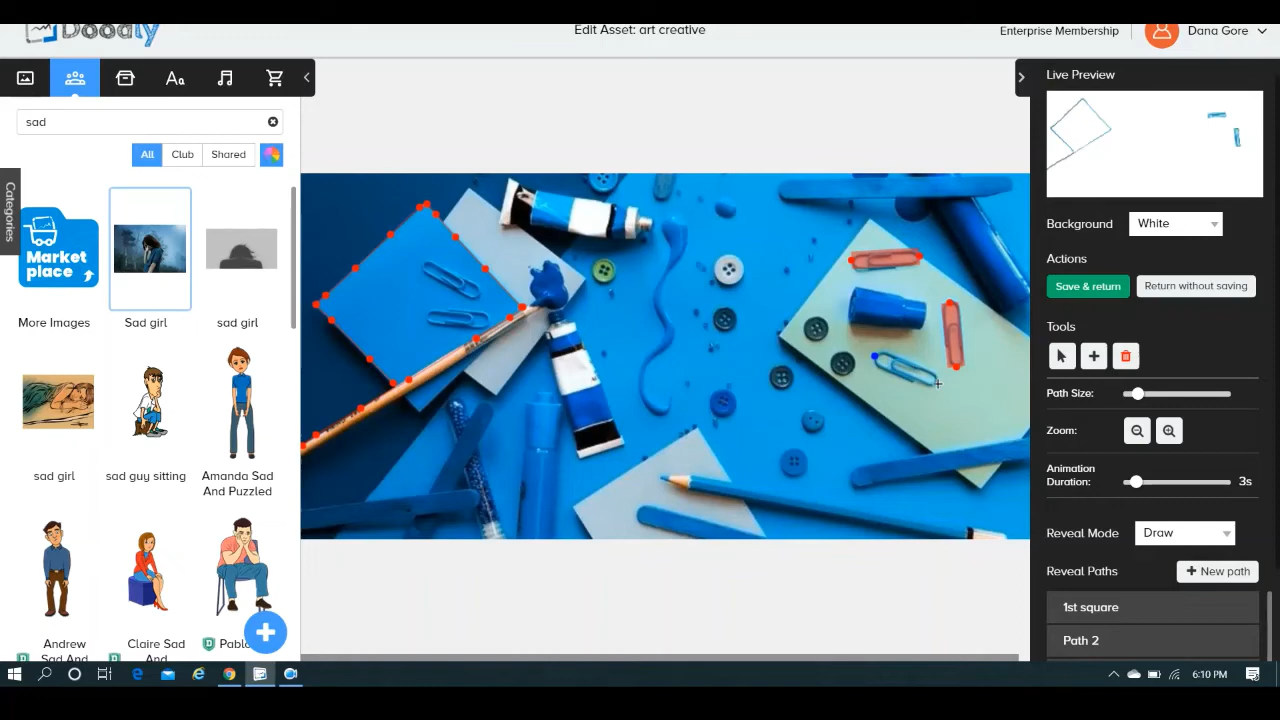 Doodly
Edit Asset: art creative
Enterprise Membership
Dana Gore
Aa
Live Preview
sad
All
Club
Shared
Categories
Market
place
More Images
Sad girl
sad girl
sad girl
sad guy sitting
Amanda Sad
And Puzzled
Andrew
Sad And
Claire Sad
And
Pablo
Background
White
Actions
Save & return
Return without saving
Tools
Path Size:
Zoom:
Animation
Duration:
3s
Reveal Mode
Draw
Reveal Paths
+ New path
1st square
Path 2
6:10 PM